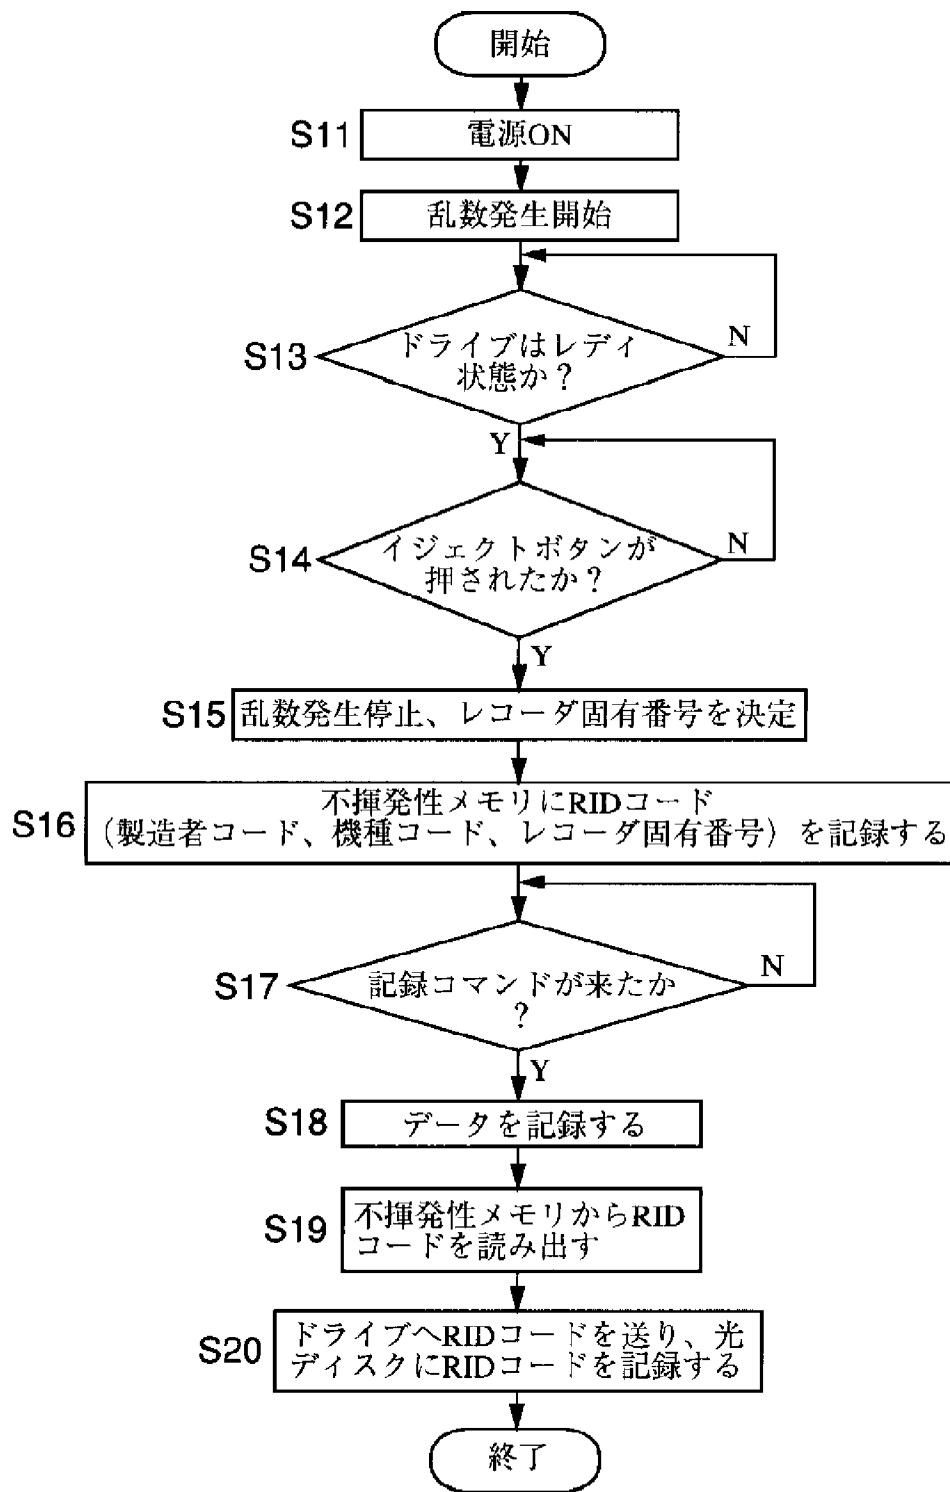 開始
S11 電源ON
S12 乱数発生開始
S13 ドライブはレディ
状態か？
N
Y
S14 イジェクトボタンが
押されたか？
N
Y
S15 乱数発生停止、レコーダ固有番号を決定
S16 不揮発性メモリにRIDコード
（製造者コード、機種コード、レコーダ固有番号）を記録する
S17 記録コマンドが来たか
？
N
Y
S18 データを記録する
S19 不揮発性メモリからRID
コードを読み出す
S20 ドライブへRIDコードを送り、光
ディスクにRIDコードを記録する
終了